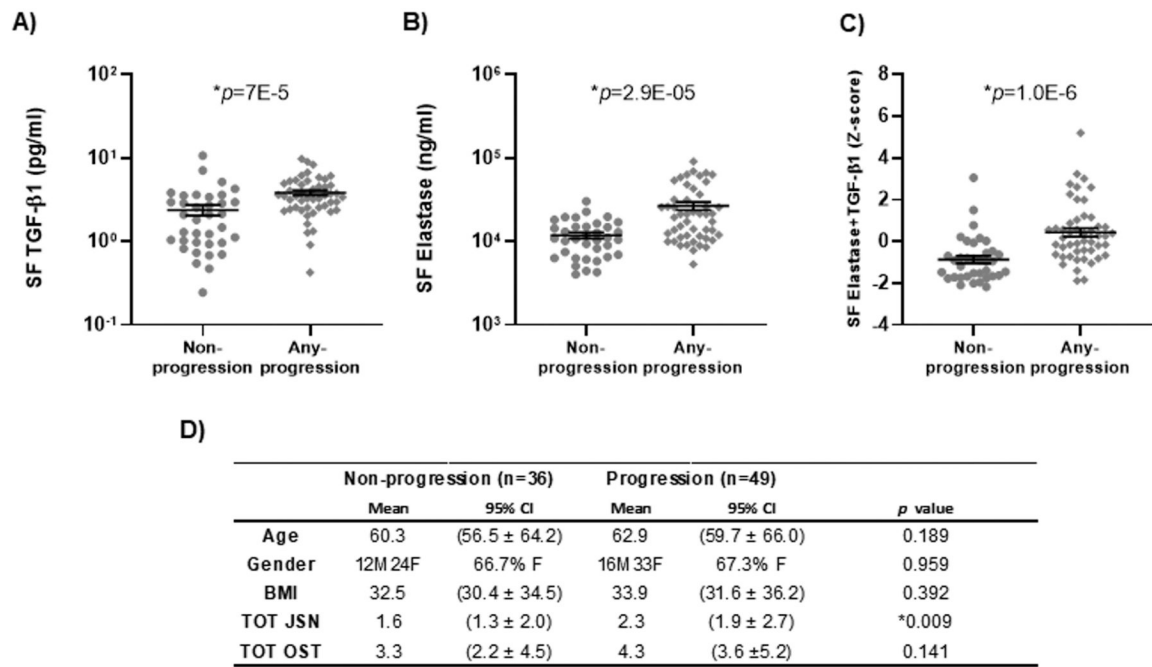 A)
B)
C)
SF TGF-β1 (pg/ml)
10²
10¹
10⁰
10⁻¹
*p=7E-5
Non-progression
Any-progression
SF Elastase (ng/ml)
10⁶
10⁵
10⁴
10³
*p=2.9E-05
Non-progression
Any-progression
SF Elastase+TGF-β1 (Z-score)
8
6
4
2
0
-2
-4
*p=1.0E-6
Non-progression
Any-progression
D)
Non-progression (n=36) Progression (n=49)
Mean 95% CI Mean 95% CI p value
Age 60.3 (56.5 ± 64.2) 62.9 (59.7 ± 66.0) 0.189
Gender 12M 24F 66.7% F 16M 33F 67.3% F 0.959
BMI 32.5 (30.4 ± 34.5) 33.9 (31.6 ± 36.2) 0.392
TOT JSN 1.6 (1.3 ± 2.0) 2.3 (1.9 ± 2.7) *0.009
TOT OST 3.3 (2.2 ± 4.5) 4.3 (3.6 ±5.2) 0.141